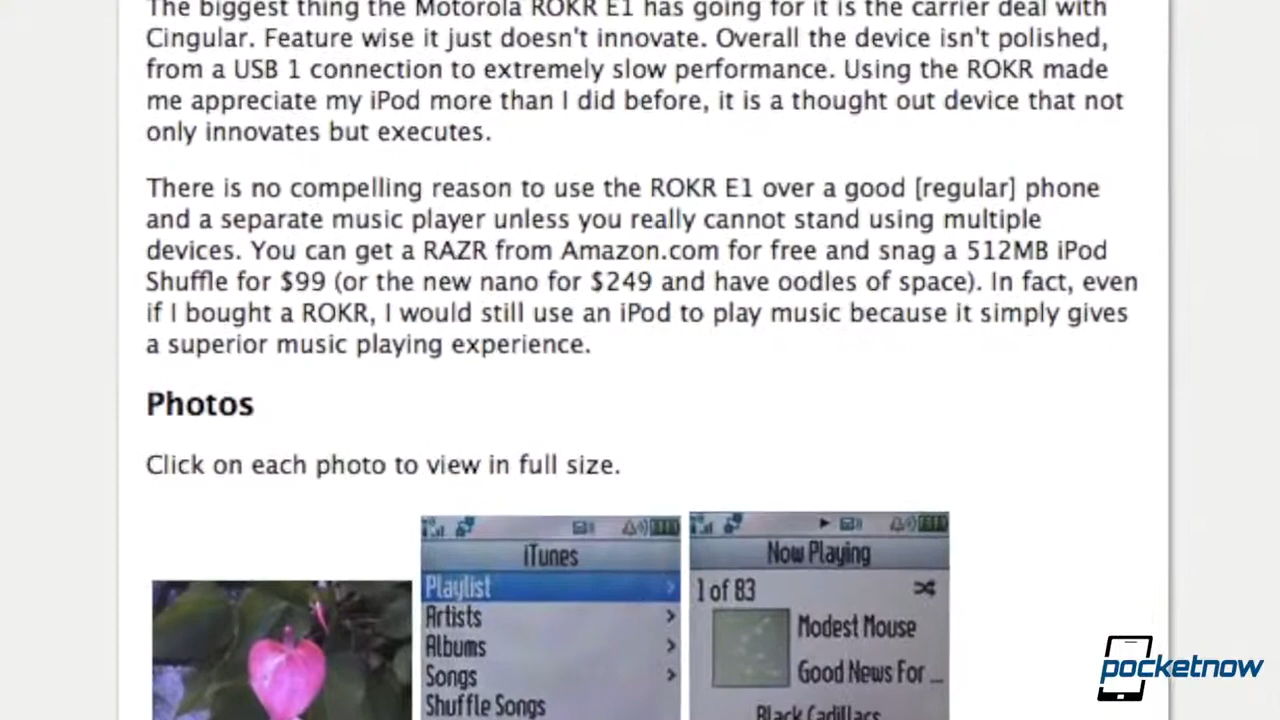 The biggest thing the Motorola ROKR E1 has going for it is the carrier deal with
Cingular. Feature wise it just doesn't innovate. Overall the device isn't polished,
from a USB 1 connection to extremely slow performance. Using the ROKR made
me appreciate my iPod more than I did before, it is a thought out device that not
only innovates but executes.
There is no compelling reason to use the ROKR E1 over a good [regular] phone
and a separate music player unless you really cannot stand using multiple
devices. You can get a RAZR from Amazon.com for free and snag a 512MB iPod
Shuffle for $99 (or the new nano for $249 and have oodles of space). In fact, even
if I bought a ROKR, I would still use an iPod to play music because it simply gives
a superior music playing experience.
Photos
Click on each photo to view in full size.
iTunes
Playlist
Artists
Albums
Songs
Shuffle Songs
Now Playing
1 of 83
Modest Mouse
Good News For ...
Black Cadillacs
pocketnow